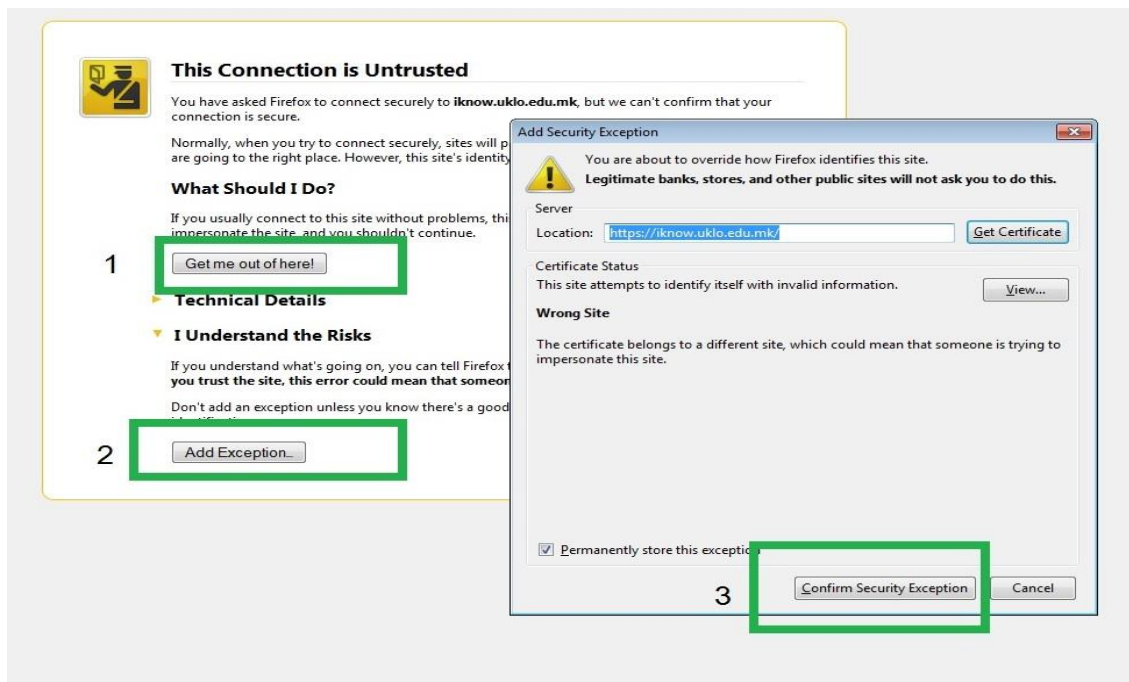 This Connection is Untrusted
You have asked Firefox to connect securely to iknow.uklo.edu.mk, but we can't confirm that your
connection is secure.
Normally, when you try to connect securely, sites will p
are going to the right place. However, this site's identity
What Should I Do?
If you usually connect to this site without problems, thi
impersonate the site, and you shouldn't continue.
1
Get me out of here!
Technical Details
I Understand the Risks
If you understand what's going on, you can tell Firefox t
you trust the site, this error could mean that someon
Don't add an exception unless you know there's a good
2
Add Exception...
Add Security Exception
You are about to override how Firefox identifies this site.
Legitimate banks, stores, and other public sites will not ask you to do this.
Server
Location: https://iknow.uklo.edu.mk/ Get Certificate
Certificate Status
This site attempts to identify itself with invalid information.
View...
Wrong Site
The certificate belongs to a different site, which could mean that someone is trying to
impersonate this site.
Permanently store this exception
3
Confirm Security Exception Cancel